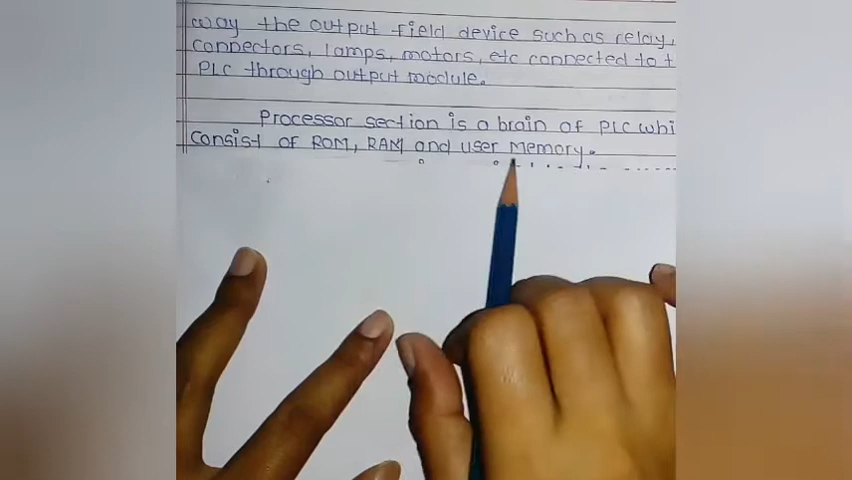 way the output field device such as relay,
connectors, lamps, motors, etc connected to t
PLC through output module.
Processor section is a brain of PLC whi
consist of ROM, RAM and user Memory.